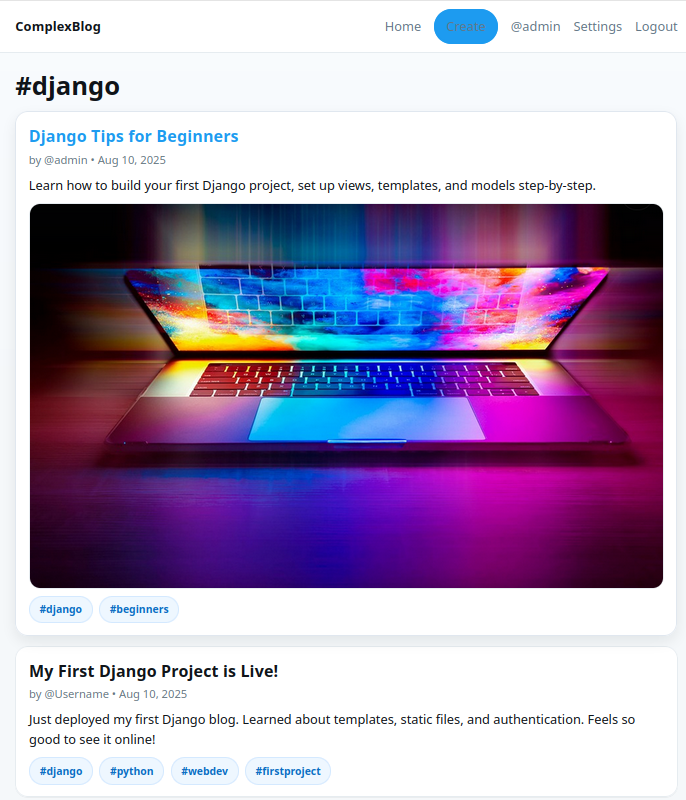 ComplexBlog
Home Create @admin Settings Logout
#django
Django Tips for Beginners
by @admin • Aug 10, 2025
Learn how to build your first Django project, set up views, templates, and models step-by-step.
#django #beginners
My First Django Project is Live!
by @Username • Aug 10, 2025
Just deployed my first Django blog. Learned about templates, static files, and authentication. Feels so
good to see it online!
#django #python #webdev #firstproject